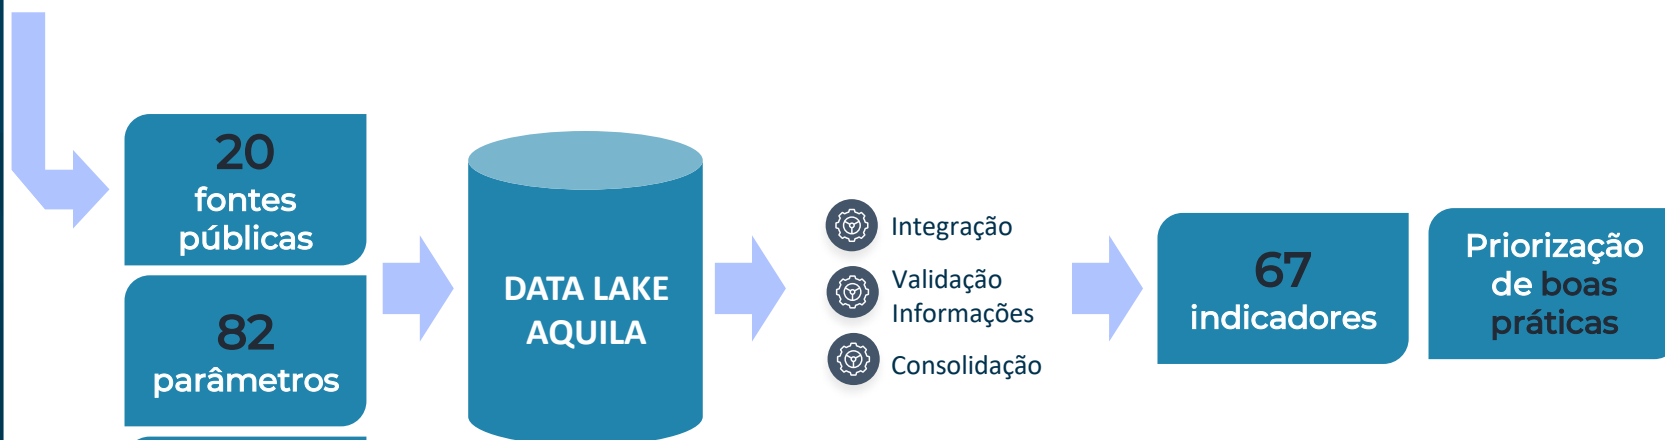 20
fontes
públicas
82
parâmetros
DATA LAKE
AQUILA
Integração
Validação
Informações
Consolidação
67
indicadores
Priorização
de boas
práticas